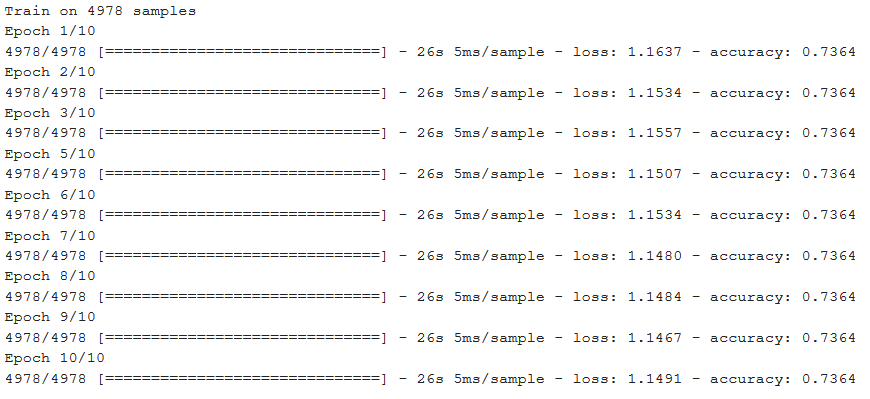 Train on 4978 samples
Epoch 1/10
4978/4978 [==============================] - 26s 5ms/sample - loss: 1.1637 - accuracy: 0.7364
Epoch 2/10
4978/4978 [==============================] - 26s 5ms/sample - loss: 1.1534 - accuracy: 0.7364
Epoch 3/10
4978/4978 [==============================] - 26s 5ms/sample - loss: 1.1557 - accuracy: 0.7364
Epoch 5/10
4978/4978 [==============================] - 26s 5ms/sample - loss: 1.1507 - accuracy: 0.7364
Epoch 6/10
4978/4978 [==============================] - 26s 5ms/sample - loss: 1.1534 - accuracy: 0.7364
Epoch 7/10
4978/4978 [==============================] - 26s 5ms/sample - loss: 1.1480 - accuracy: 0.7364
Epoch 8/10
4978/4978 [==============================] - 26s 5ms/sample - loss: 1.1484 - accuracy: 0.7364
Epoch 9/10
4978/4978 [==============================] - 26s 5ms/sample - loss: 1.1467 - accuracy: 0.7364
Epoch 10/10
4978/4978 [==============================] - 26s 5ms/sample - loss: 1.1491 - accuracy: 0.7364